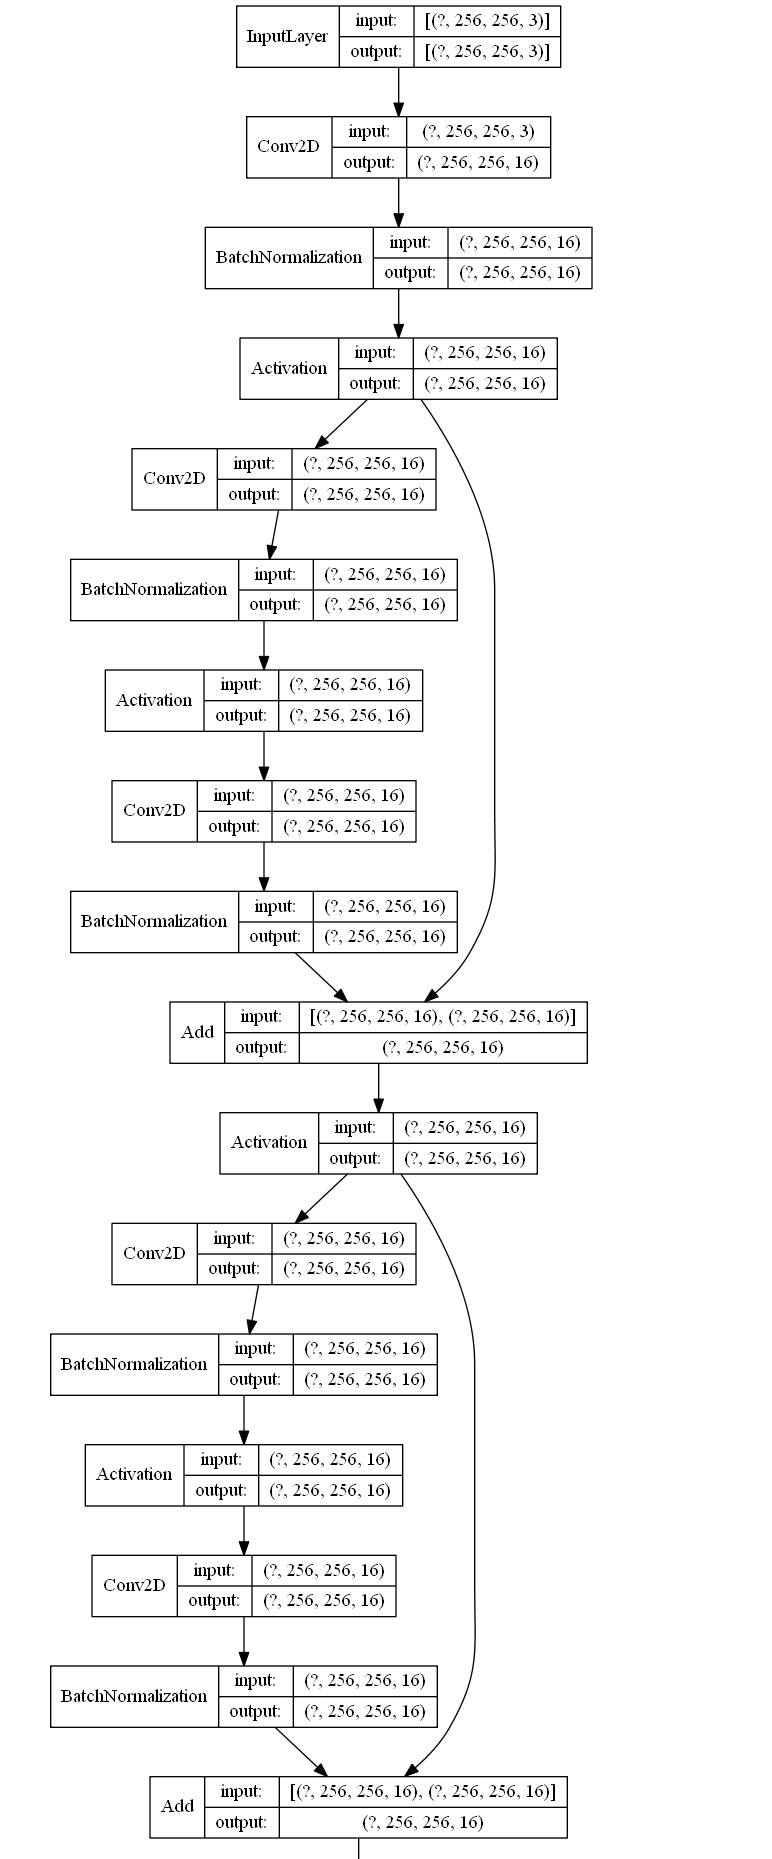 InputLayer input: [(?, 256, 256, 3)]
output: [(?, 256, 256, 3)]
Conv2D input: (?, 256, 256, 3)
output: (?, 256, 256, 16)
BatchNormalization input: (?, 256, 256, 16)
output: (?, 256, 256, 16)
Activation input: (?, 256, 256, 16)
output: (?, 256, 256, 16)
Conv2D input: (?, 256, 256, 16)
output: (?, 256, 256, 16)
BatchNormalization input: (?, 256, 256, 16)
output: (?, 256, 256, 16)
Activation input: (?, 256, 256, 16)
output: (?, 256, 256, 16)
Conv2D input: (?, 256, 256, 16)
output: (?, 256, 256, 16)
BatchNormalization input: (?, 256, 256, 16)
output: (?, 256, 256, 16)
Add input: [(?, 256, 256, 16), (?, 256, 256, 16)]
output: (?, 256, 256, 16)
Activation input: (?, 256, 256, 16)
output: (?, 256, 256, 16)
Conv2D input: (?, 256, 256, 16)
output: (?, 256, 256, 16)
BatchNormalization input: (?, 256, 256, 16)
output: (?, 256, 256, 16)
Activation input: (?, 256, 256, 16)
output: (?, 256, 256, 16)
Conv2D input: (?, 256, 256, 16)
output: (?, 256, 256, 16)
BatchNormalization input: (?, 256, 256, 16)
output: (?, 256, 256, 16)
Add input: [(?, 256, 256, 16), (?, 256, 256, 16)]
output: (?, 256, 256, 16)